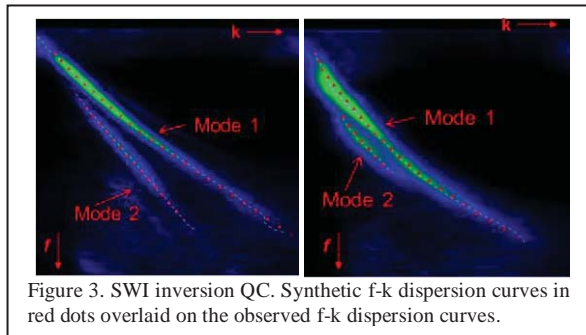 k
k
Mode 1
Mode 1
Mode 2
Mode 2
f
f
Figure 3. SWI inversion QC. Synthetic f-k dispersion curves in
red dots overlaid on the observed f-k dispersion curves.